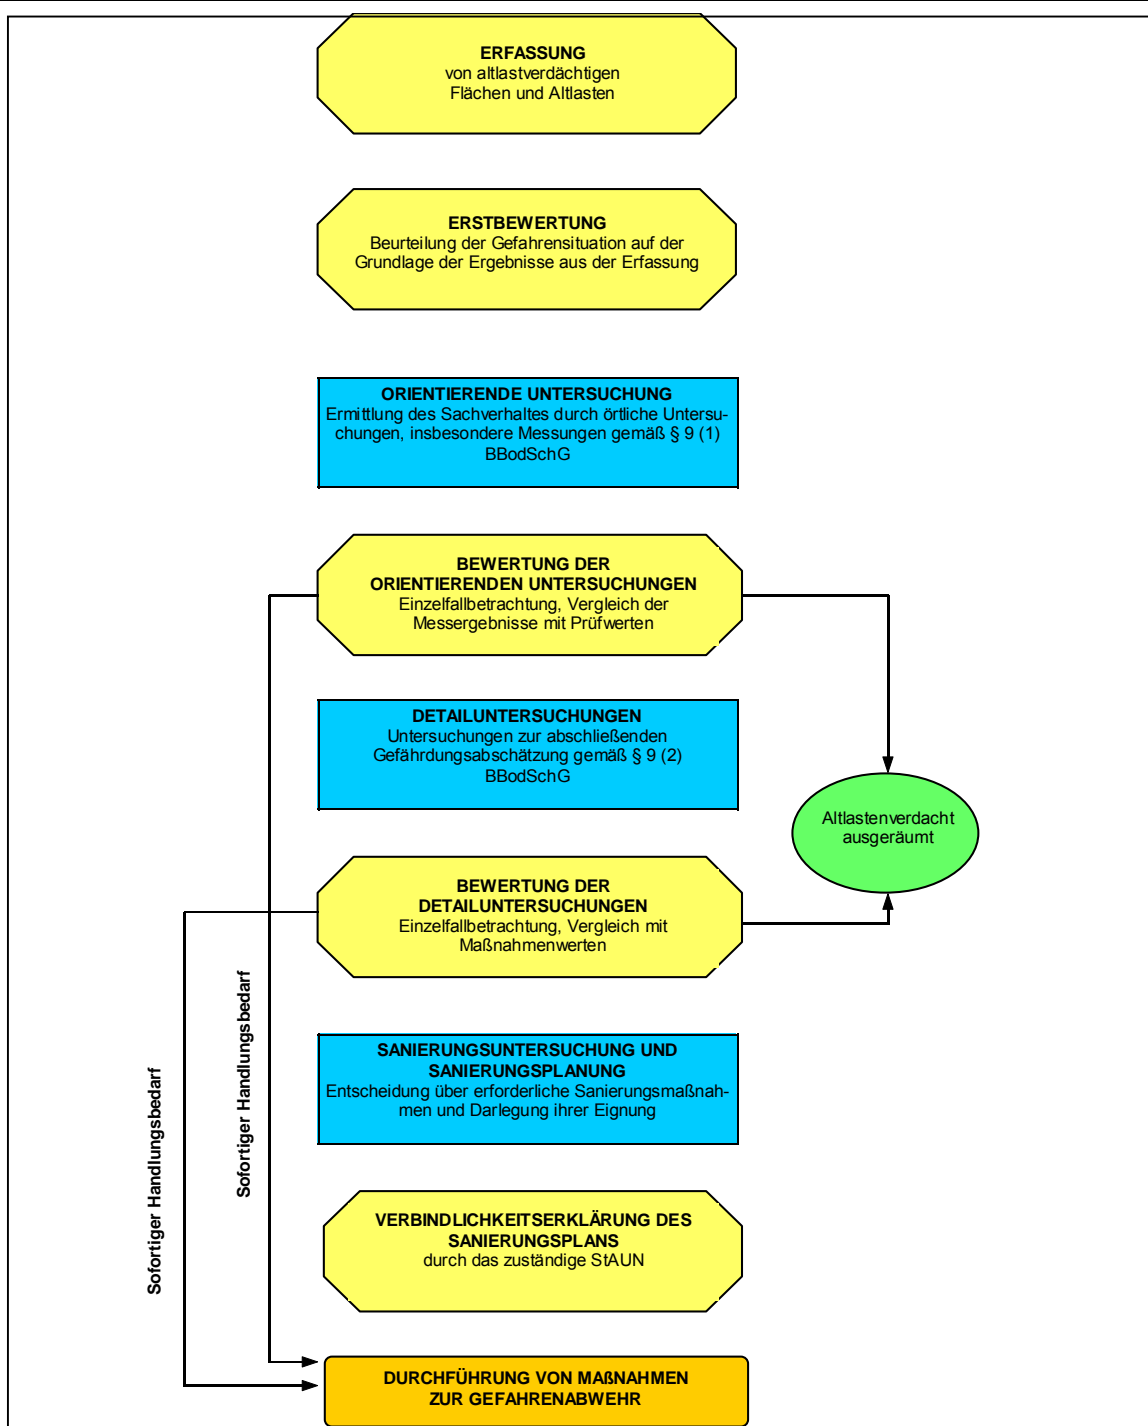 ERFASSUNG
von altlastverdächtigen
Flächen und Altlasten
ERSTBEWERTUNG
Beurteilung der Gefahrensituation auf der
Grundlage der Ergebnisse aus der Erfassung
ORIENTIERENDE UNTERSUCHUNG
Ermittlung des Sachverhaltes durch örtliche Untersu-
chungen, insbesondere Messungen gemäß § 9 (1)
BBodSchG
BEWERTUNG DER
ORIENTIERENDEN UNTERSUCHUNGEN
Einzelfallbetrachtung, Vergleich der
Messergebnisse mit Prüfwerten
DETAILUNTERSUCHUNGEN
Untersuchungen zur abschließenden
Gefährdungsabschätzung gemäß § 9 (2)
BBodSchG
Altlastenverdacht
ausgeräumt
BEWERTUNG DER
DETAILUNTERSUCHUNGEN
Einzelfallbetrachtung, Vergleich mit
Maßnahmenwerten
Sofortiger Handlungsbedarf
Sofortiger Handlungsbedarf
SANIERUNGSUNTERSUCHUNG UND
SANIERUNGSPLANUNG
Entscheidung über erforderliche Sanierungsmaßnah-
men und Darlegung ihrer Eignung
VERBINDLICHKEITSERKLÄRUNG DES
SANIERUNGSPLANS
durch das zuständige StAUN
DURCHFÜHRUNG VON MAßNAHMEN
ZUR GEFAHRENABWEHR